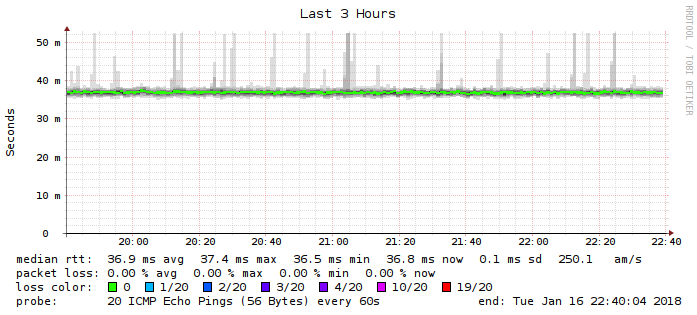 Last 3 Hours
RRDTOOL / TOBI OETIKER
Seconds
50 m
40 m
30 m
20 m
10 m
0
20:00 20:20 20:40 21:00 21:20 21:40 22:00 22:20 22:40
median rtt: 36.9 ms avg 37.4 ms max 36.5 ms min 36.8 ms now 0.1 ms sd 250.1 am/s
packet loss: 0.00 % avg 0.00 % max 0.00 % min 0.00 % now
loss color: 0 1/20 2/20 3/20 4/20 10/20 19/20
probe: 20 ICMP Echo Pings (56 Bytes) every 60s end: Tue Jan 16 22:40:04 2018